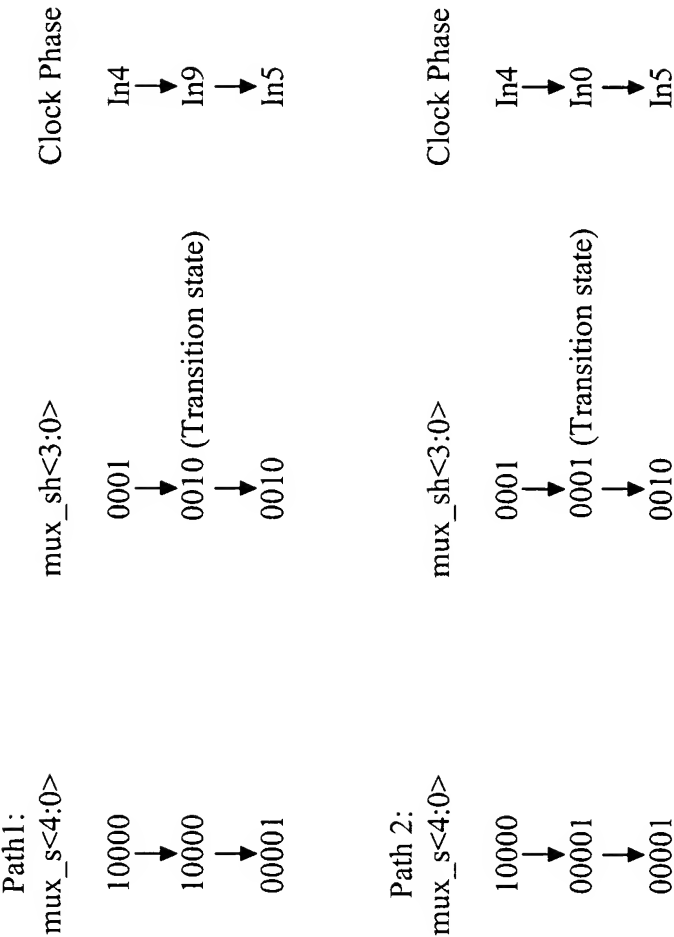 Path1:
mux_s<4:0> mux_sh<3:0> Clock Phase
10000 0001 In4
10000 0010 (Transition state) In9
00001 0010 In5
Path 2:
mux_s<4:0> mux_sh<3:0> Clock Phase
10000 0001 In4
00001 0001 (Transition state) In0
00001 0010 In5